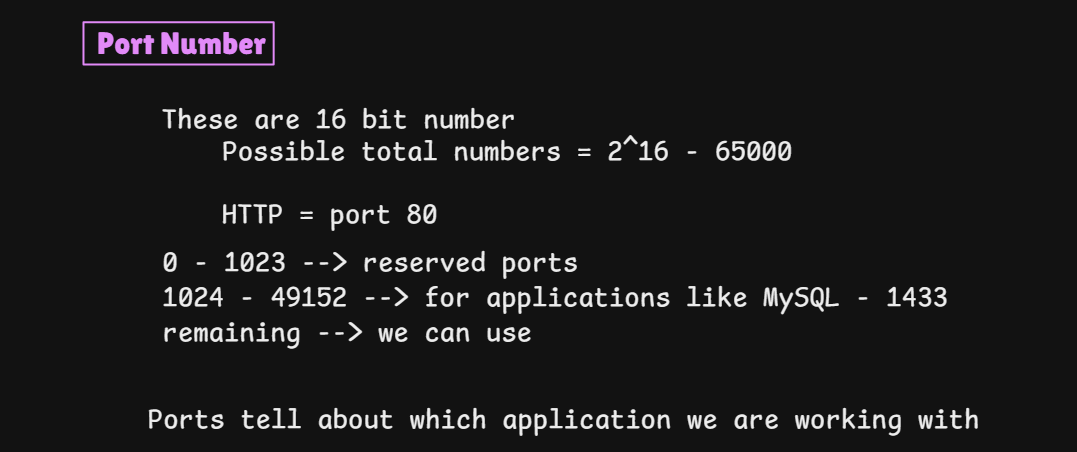 Port Number
These are 16 bit number
Possible total numbers = 2^16 - 65000
HTTP = port 80
0 - 1023 --> reserved ports
1024 - 49152 --> for applications like MySQL - 1433
remaining --> we can use
Ports tell about which application we are working with